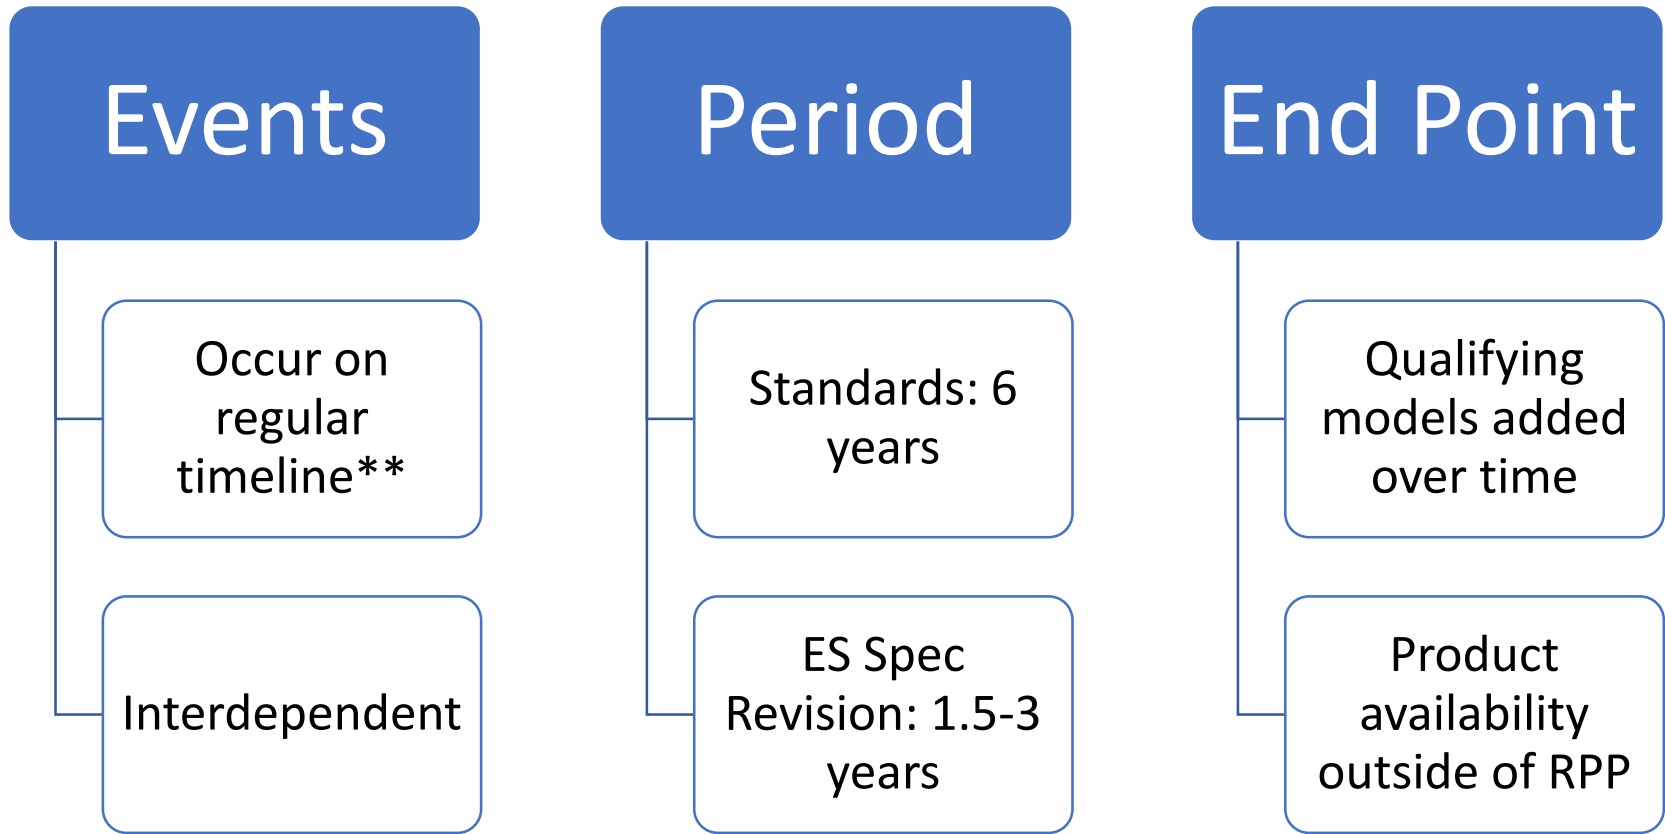 Events
Occur on
regular
timeline**
Interdependent
Period
Standards: 6
years
ES Spec
Revision: 1.5-3
years
End Point
Qualifying
models added
over time
Product
availability
outside of RPP